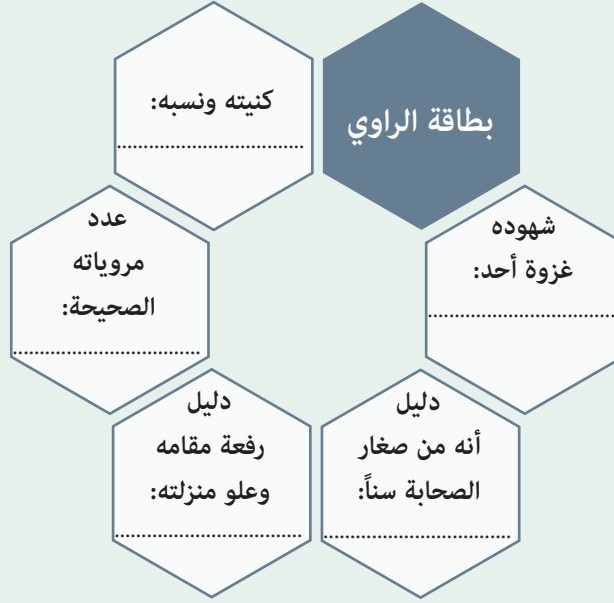 بطاقة الراوي
كنيته ونسبه:
................................
شهوده
غزوة أحد:
................................
عدد
مروياته
الصحيحة:
................................
دليل
أنه من صغار
الصحابة سناً:
................................
دليل
رفعة مقامه
وعلو منزلته:
................................